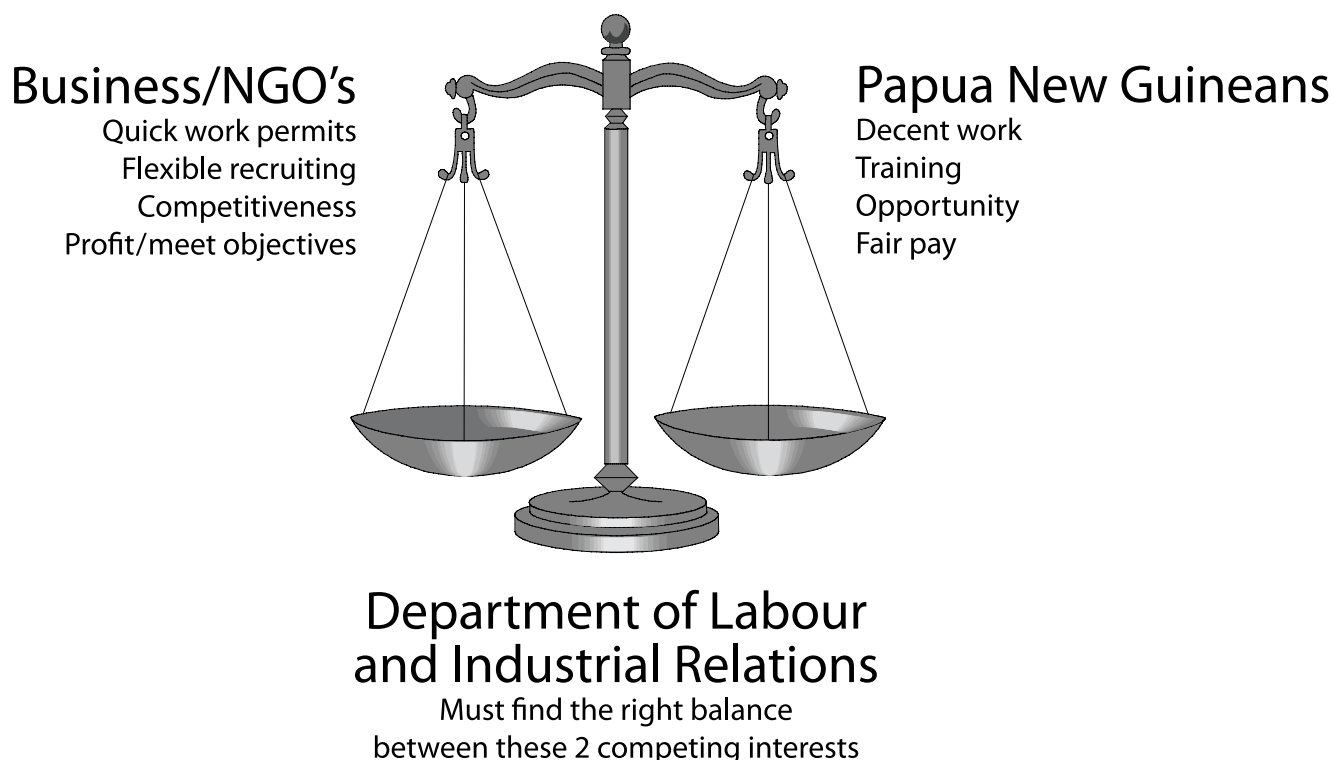 Business/NGO’s
Quick work permits
Flexible recruiting
Competitiveness
Profit/meet objectives
Papua New Guineans
Decent work
Training
Opportunity
Fair pay
Department of Labour
and Industrial Relations
Must find the right balance
between these 2 competing interests